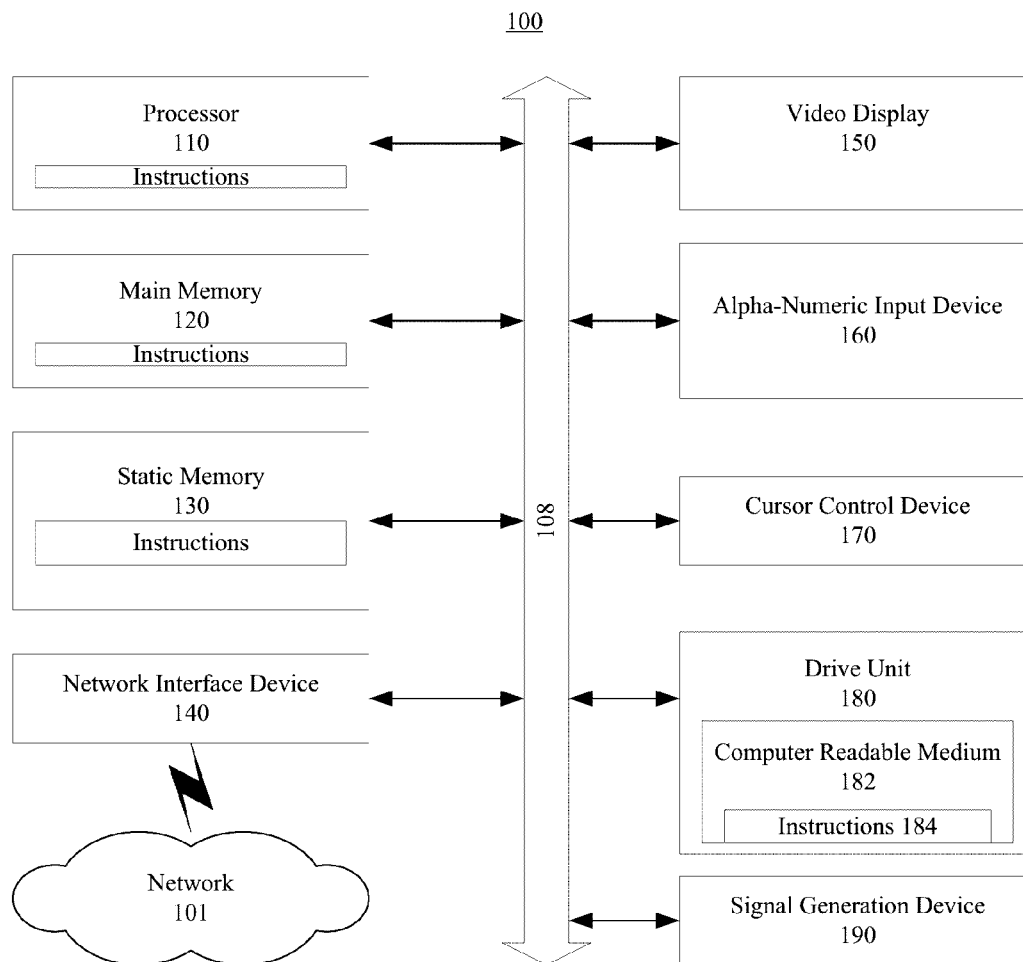 100
Processor
110
Instructions
Main Memory
120
Instructions
Static Memory
130
Instructions
Network Interface Device
140
Network
101
108
Video Display
150
Alpha-Numeric Input Device
160
Cursor Control Device
170
Drive Unit
180
Computer Readable Medium
182
Instructions 184
Signal Generation Device
190